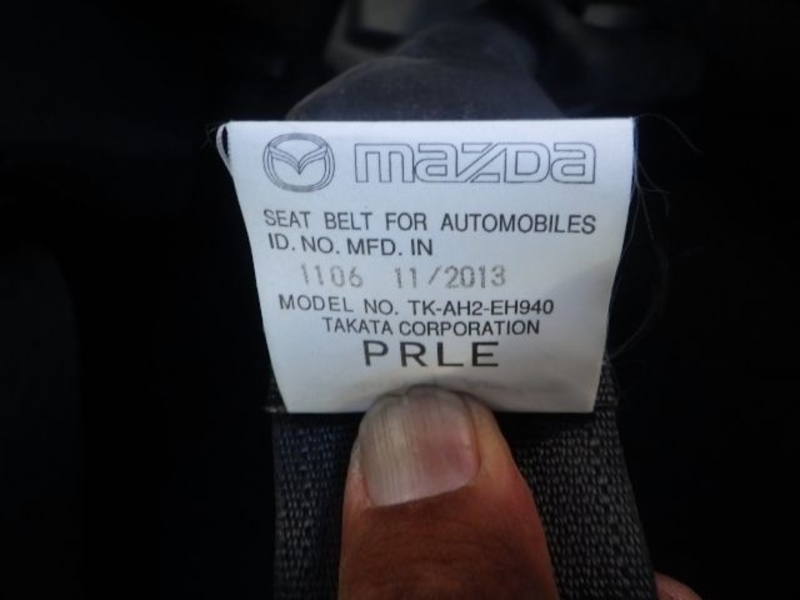 mazda
SEAT BELT FOR AUTOMOBILES
ID. NO. MFD. IN
1106 11/2013
MODEL NO. TK-AH2-EH940
TAKATA CORPORATION
PRLE